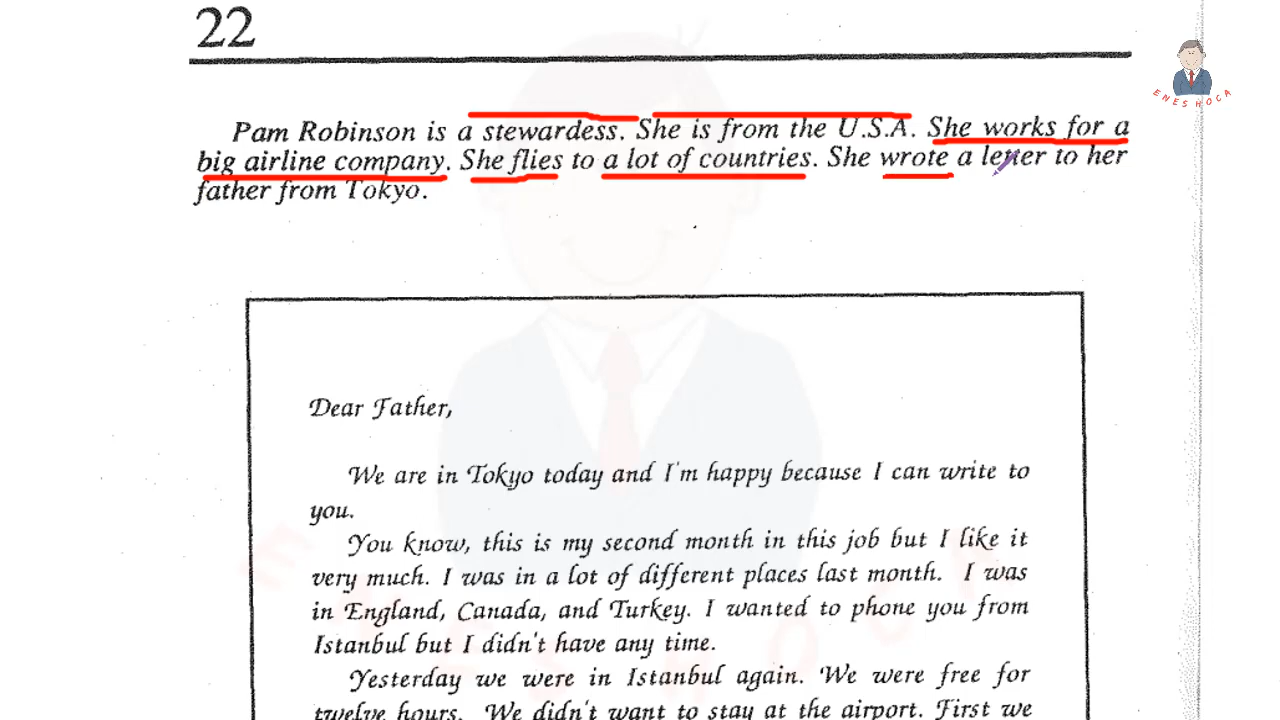 22
ENES HOCA
Pam Robinson is a stewardess. She is from the U.S.A. She works for a
big airline company. She flies to a lot of countries. She wrote a letter to her
father from Tokyo.
Dear Father,
We are in Tokyo today and I'm happy because I can write to
you.
You know, this is my second month in this job but I like it
very much. I was in a lot of different places last month. I was
in England, Canada, and Turkey. I wanted to phone you from
Istanbul but I didn't have any time.
Yesterday we were in Istanbul again. We were free for
twelve hours. We didn't want to stay at the airport. First we